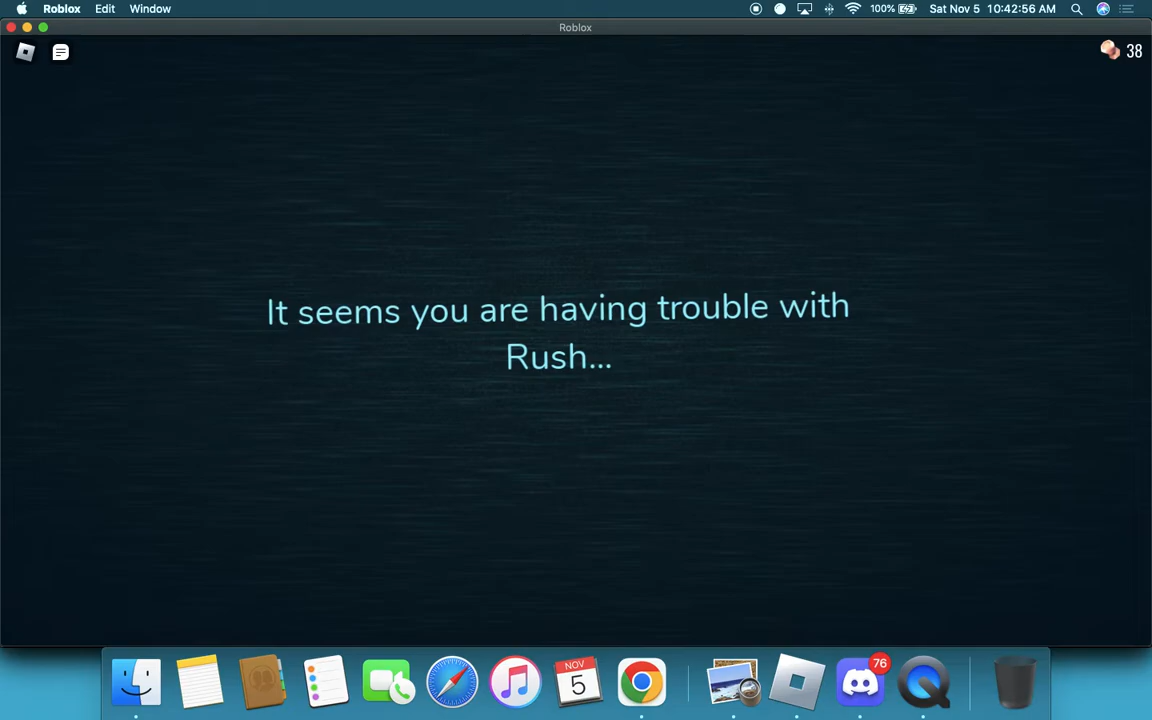 Roblox Edit Window 100% Sat Nov 5 10:42:56 AM
Roblox
38
It seems you are having trouble with
Rush...
NOV
5
76